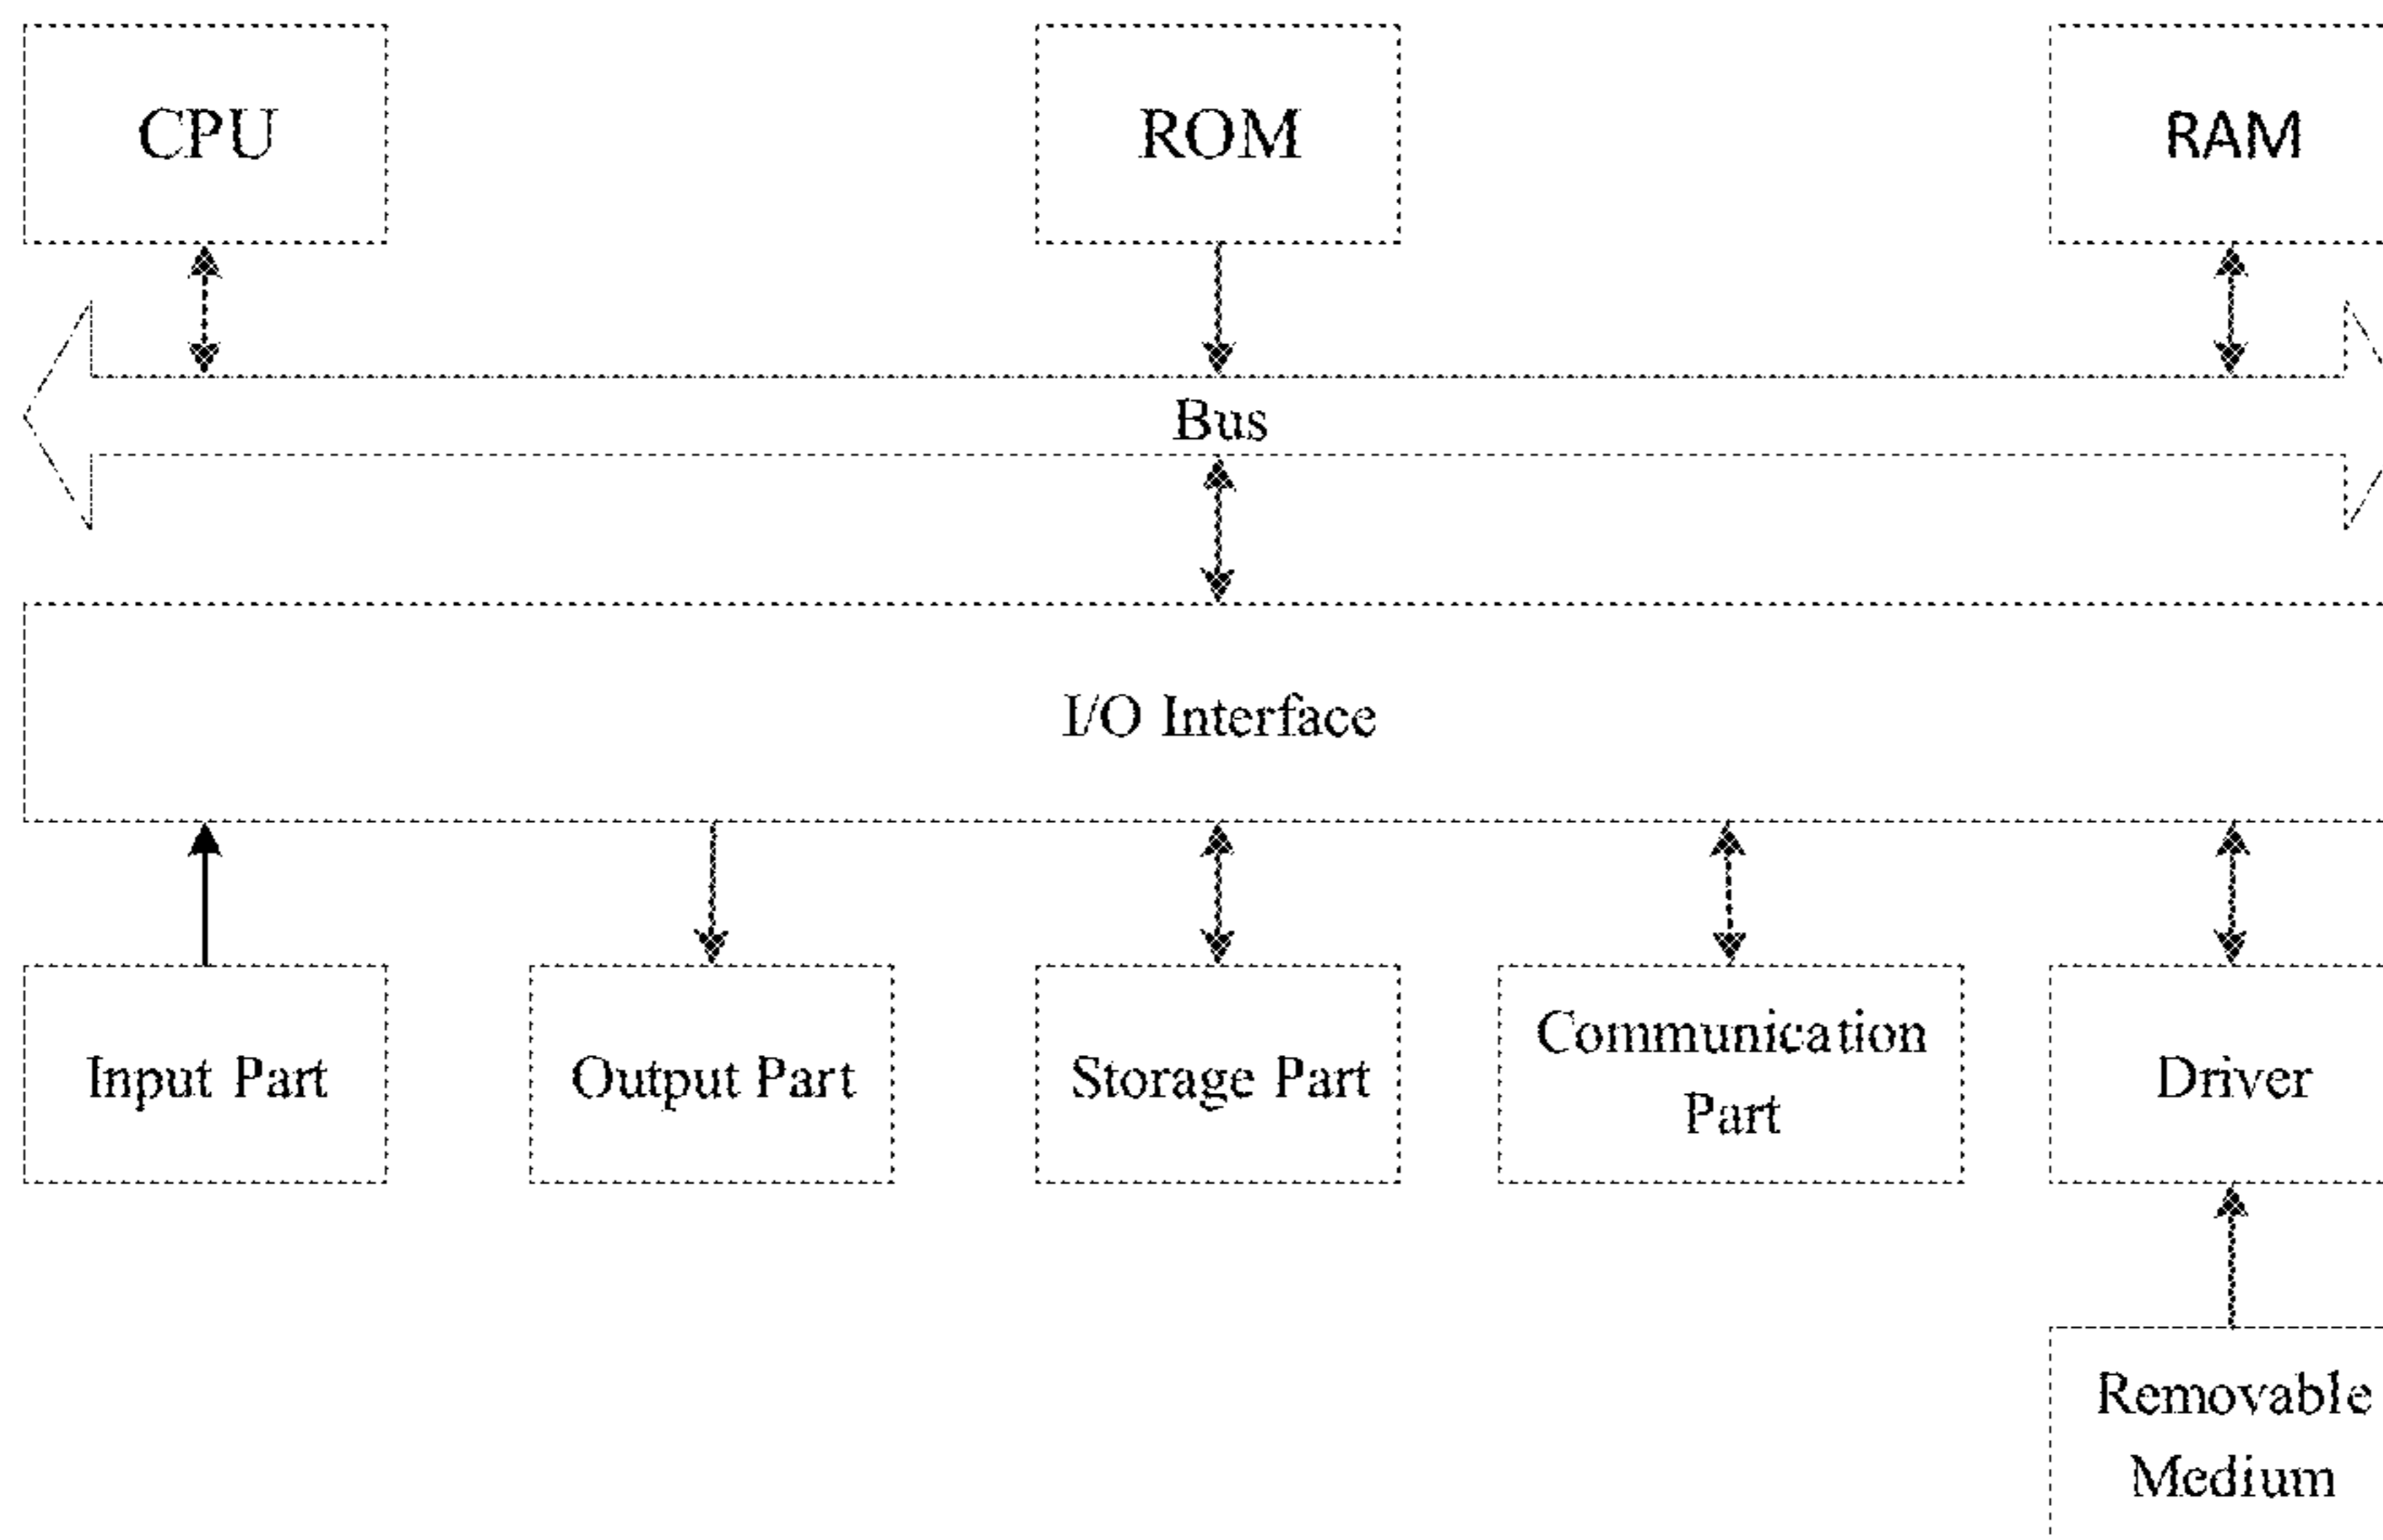 CPU
ROM
RAM
Bus
I/O Interface
Input Part
Output Part
Storage Part
Communication
Part
Driver
Removable
Medium